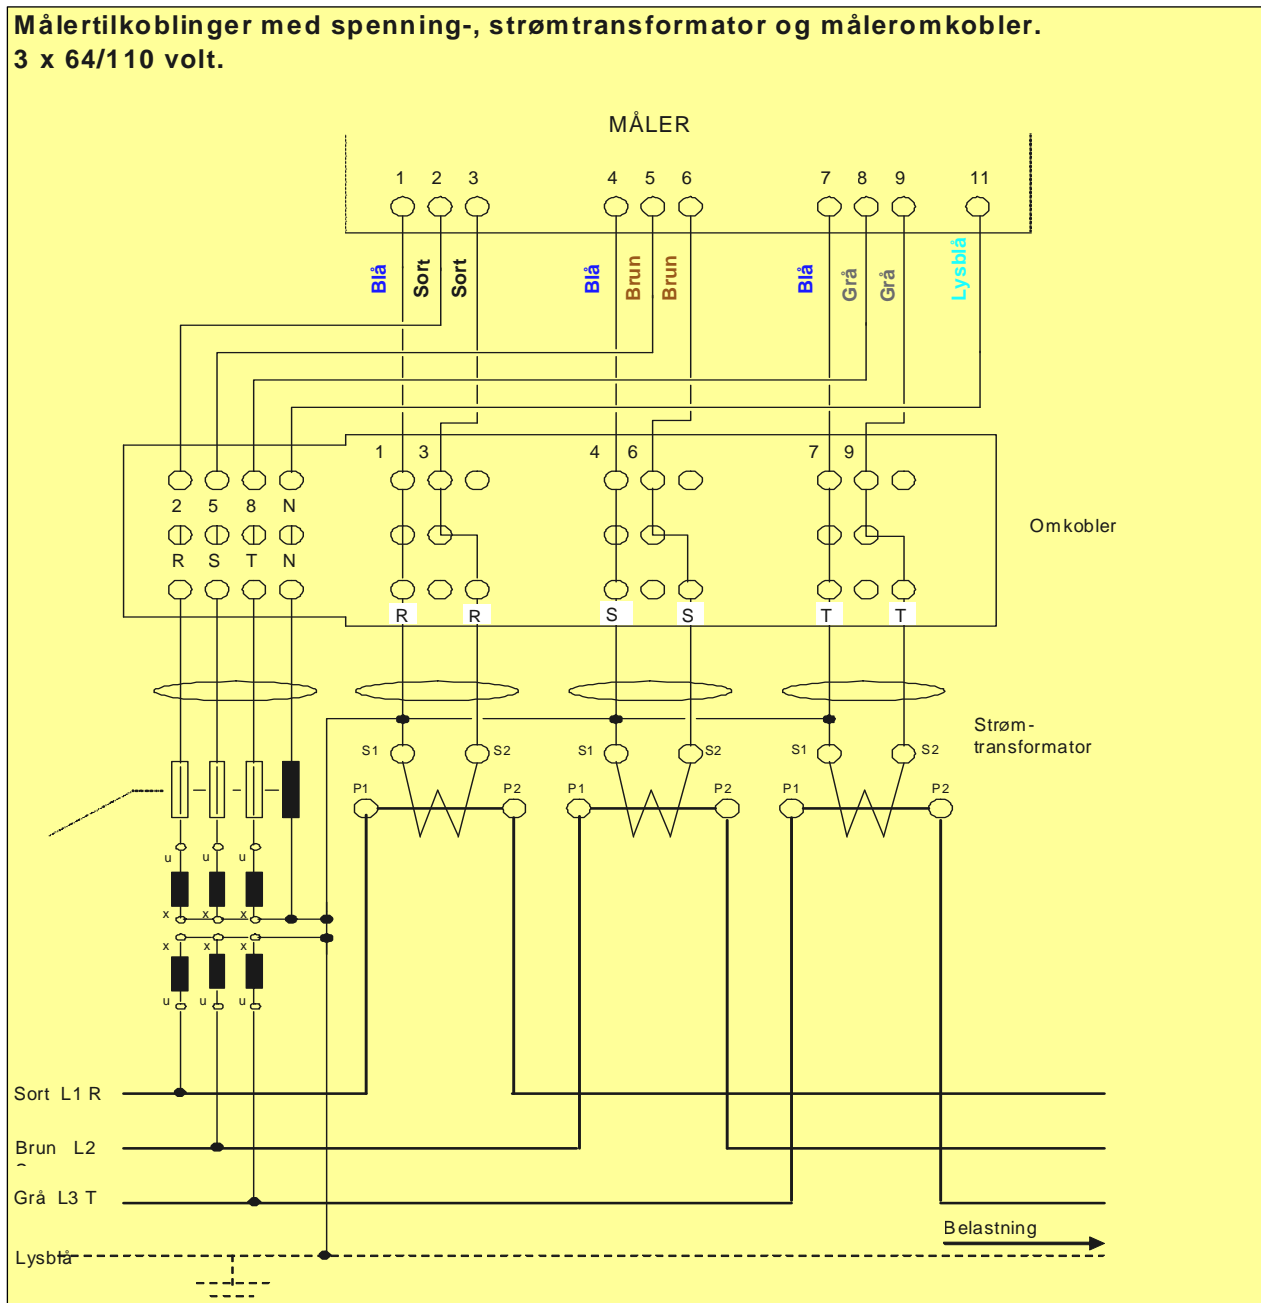 Målertilkoblinger med spenning-, strømtransformator og måleromkobler.
3 x 64/110 volt.
MÅLER
1 2 3 4 5 6 7 8 9 11
Blå Sort Sort Blå Brun Brun Blå Grå Grå Lysblå
1 3 4 6 7 9
2 5 8 N
Omkobler
R S T N
R R S S T T
Strøm-
transformator
S1 S2 S1 S2 S1 S2
P1 P2 P1 P2 P1 P2
u u u
x x x
x x x
u u u
Sort L1 R
Brun L2
Grå L3 T
Belastning
Lysblå